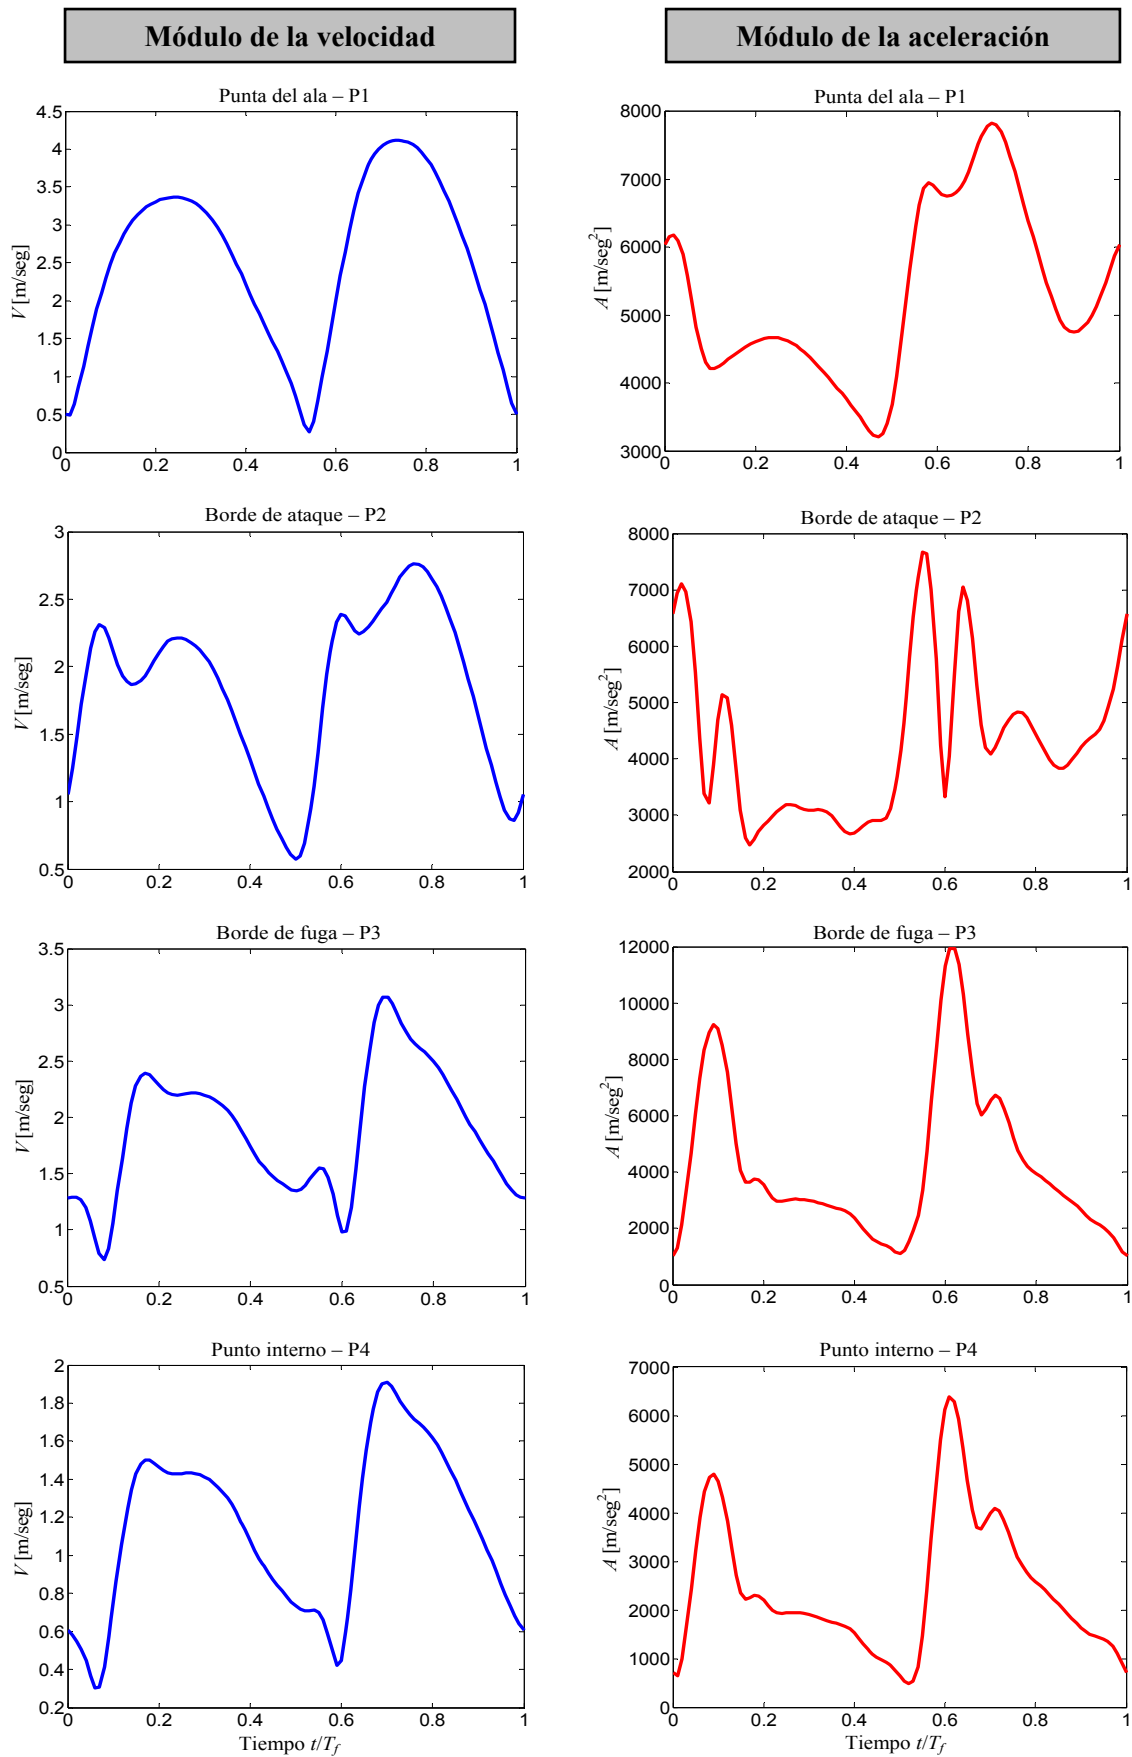 Módulo de la velocidad
Módulo de la aceleración
Punta del ala – P1
4.5
4
3.5
3
2.5
2
1.5
1
0.5
0
V [m/seg]
0 0.2 0.4 0.6 0.8 1
Punta del ala – P1
8000
7000
6000
5000
4000
3000
A [m/seg²]
0 0.2 0.4 0.6 0.8 1
Borde de ataque – P2
3
2.5
2
1.5
1
0.5
V [m/seg]
0 0.2 0.4 0.6 0.8 1
Borde de ataque – P2
8000
7000
6000
5000
4000
3000
2000
A [m/seg²]
0 0.2 0.4 0.6 0.8 1
Borde de fuga – P3
3.5
3
2.5
2
1.5
1
0.5
V [m/seg]
0 0.2 0.4 0.6 0.8 1
Borde de fuga – P3
12000
10000
8000
6000
4000
2000
0
A [m/seg²]
0 0.2 0.4 0.6 0.8 1
Punto interno – P4
2
1.8
1.6
1.4
1.2
1
0.8
0.6
0.4
0.2
V [m/seg]
0 0.2 0.4 0.6 0.8 1
Tiempo t/Tf
Punto interno – P4
7000
6000
5000
4000
3000
2000
1000
0
A [m/seg²]
0 0.2 0.4 0.6 0.8 1
Tiempo t/Tf